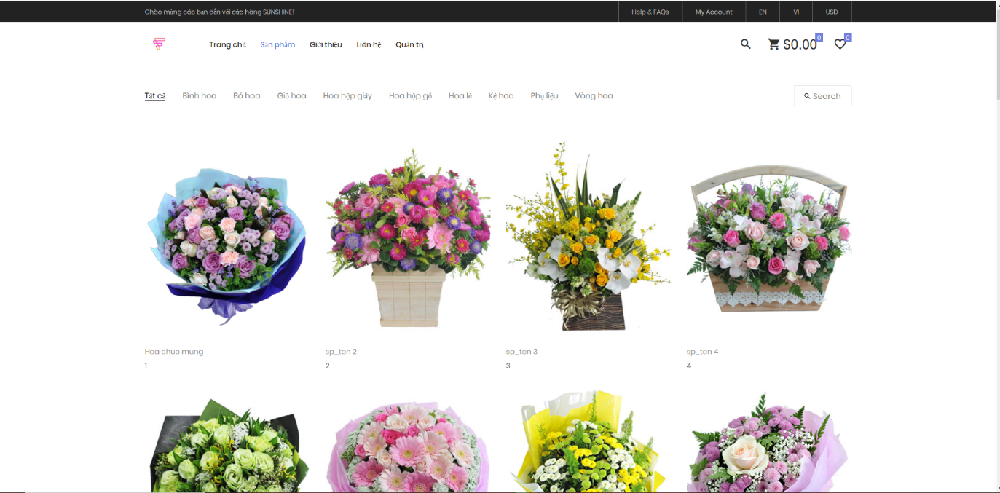 Chào mừng các bạn đến với cửa hàng SUNSHINE!
Help & FAQs
My Account
EN
VI
USD
Trang chủ
Sản phẩm
Giới thiệu
Liên hệ
Quản trị
0
$0.00
0
Tất cả
Bình hoa
Bó hoa
Giỏ hoa
Hoa hộp giấy
Hoa hộp gỗ
Hoa lẻ
Kệ hoa
Phụ liệu
Vòng hoa
Search
Hoa chuc mung
sp_ten 2
sp_ten 3
sp_ten 4
1
2
3
4